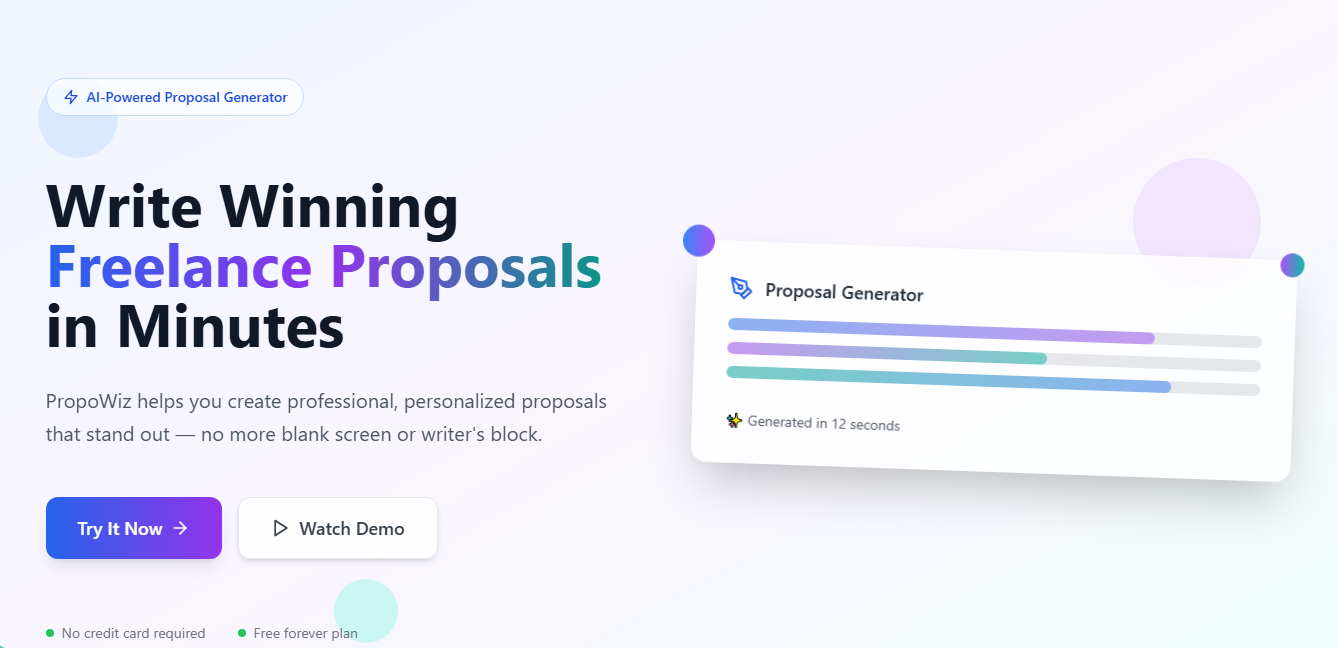 AI-Powered Proposal Generator
Write Winning
Freelance Proposals
in Minutes
PropoWiz helps you create professional, personalized proposals
that stand out — no more blank screen or writer's block.
Try It Now
Watch Demo
No credit card required
Free forever plan
Proposal Generator
Generated in 12 seconds